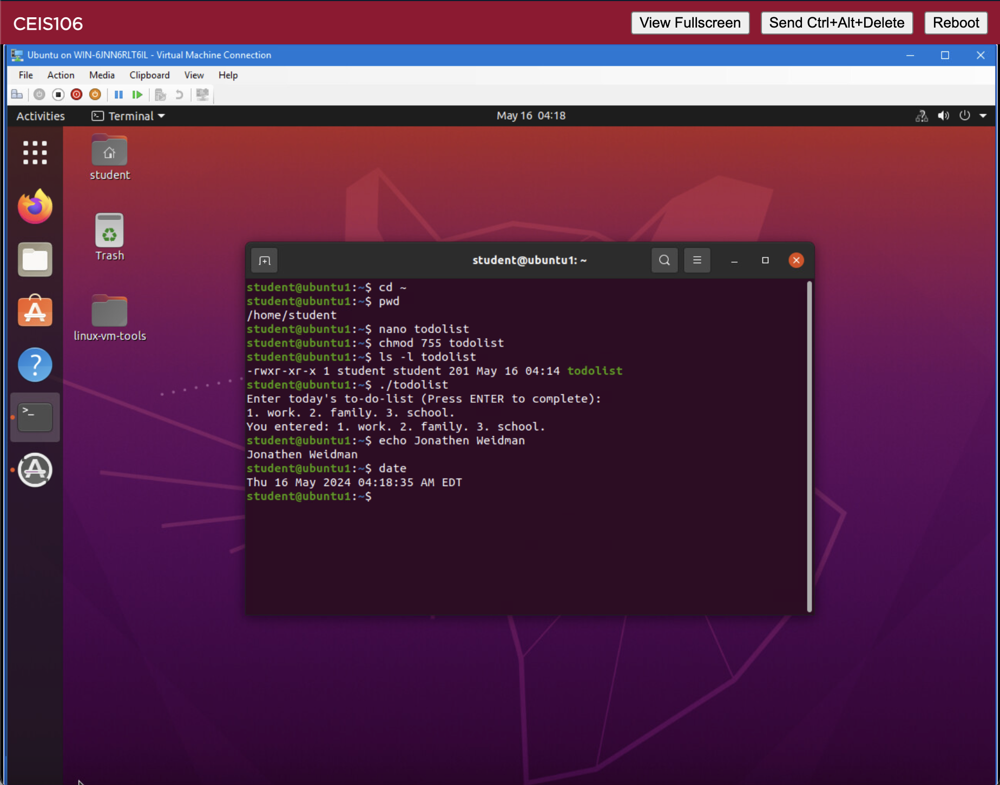 CEIS106
View Fullscreen
Send Ctrl+Alt+Delete
Reboot
Ubuntu on WIN-6JNN6RLT6IL - Virtual Machine Connection
File Action Media Clipboard View Help
Activities
Terminal
May 16 04:18
student
Trash
linux-vm-tools
student@ubuntu1: ~
student@ubuntu1:~$ cd ~
student@ubuntu1:~$ pwd
/home/student
student@ubuntu1:~$ nano todolist
student@ubuntu1:~$ chmod 755 todolist
student@ubuntu1:~$ ls -l todolist
-rwxr-xr-x 1 student student 201 May 16 04:14 todolist
student@ubuntu1:~$ ./todolist
Enter today's to-do-list (Press ENTER to complete):
1. work. 2. family. 3. school.
You entered: 1. work. 2. family. 3. school.
student@ubuntu1:~$ echo Jonathen Weidman
Jonathen Weidman
student@ubuntu1:~$ date
Thu 16 May 2024 04:18:35 AM EDT
student@ubuntu1:~$